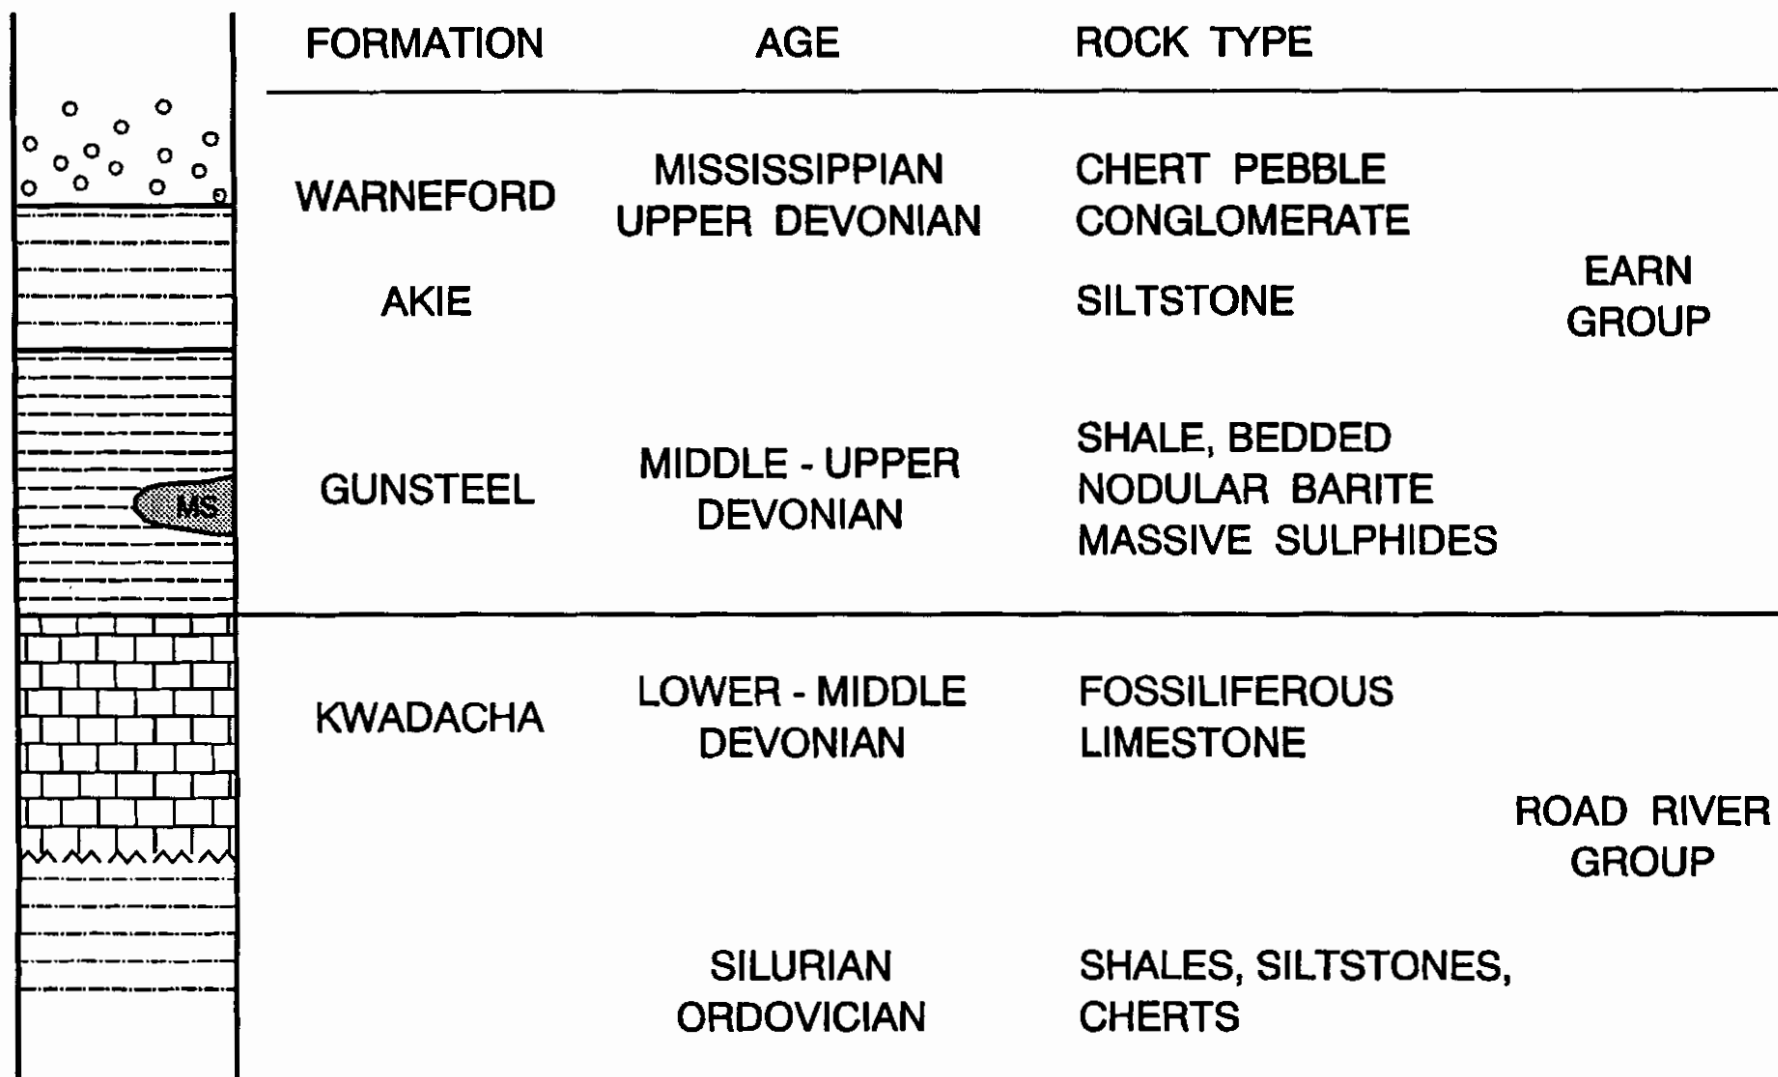 FORMATION AGE ROCK TYPE
WARNEFORD
MISSISSIPPIAN
UPPER DEVONIAN
CHERT PEBBLE
CONGLOMERATE
AKIE
SILTSTONE
EARN
GROUP
MS
GUNSTEEL
MIDDLE - UPPER
DEVONIAN
SHALE, BEDDED
NODULAR BARITE
MASSIVE SULPHIDES
KWADACHA
LOWER - MIDDLE
DEVONIAN
FOSSILIFEROUS
LIMESTONE
ROAD RIVER
GROUP
SILURIAN
ORDOVICIAN
SHALES, SILTSTONES,
CHERTS